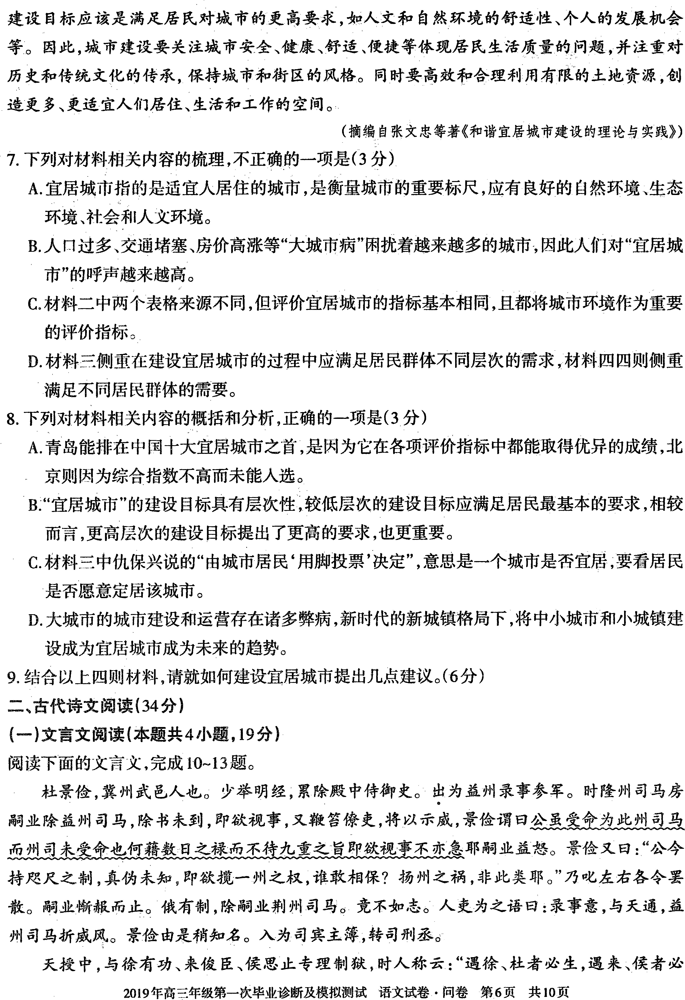 建设目标应该是满足居民对城市的更高要求,如人文和自然环境的舒适性、个人的发展机会
等。因此,城市建设要关注城市安全、健康、舒适、便捷等体现居民生活质量的问题,并注重对
历史和传统文化的传承,保持城市和街区的风格。同时要高效和合理利用有限的土地资源,创
造更多、更适宜人们居住、生活和工作的空间。
(摘编自张文忠等著《和谐宜居城市建设的理论与实践》)
7. 下列对材料相关内容的梳理,不正确的一项是(3分)
A. 宜居城市指的是适宜人居住的城市,是衡量城市的重要标尺,应有良好的自然环境、生态
环境、社会和人文环境。
B. 人口过多、交通堵塞、房价高涨等“大城市病”困扰着越来越多的城市,因此人们对“宜居城
市”的呼声越来越高。
C. 材料二中两个表格来源不同,但评价宜居城市的指标基本相同,且都将城市环境作为重要
的评价指标。
D. 材料三侧重在建设宜居城市的过程中应满足居民群体不同层次的需求,材料四四则侧重
满足不同居民群体的需要。
8. 下列对材料相关内容的概括和分析,正确的一项是(3分)
A. 青岛能排在中国十大宜居城市之首,是因为它在各项评价指标中都能取得优异的成绩,北
京则因为综合指数不高而未能入选。
B. “宜居城市”的建设目标具有层次性,较低层次的建设目标应满足居民最基本的要求,相较
而言,更高层次的建设目标提出了更高的要求,也更重要。
C. 材料三中仇保兴说的“由城市居民‘用脚投票’决定”,意思是一个城市是否宜居,要看居民
是否愿意定居该城市。
D. 大城市的城市建设和运营存在诸多弊病,新时代的新城镇格局下,将中小城市和小城镇建
设成为宜居城市成为未来的趋势。
9. 结合以上四则材料,请就如何建设宜居城市提出几点建议。(6分)
二、古代诗文阅读(34分)
(一)文言文阅读(本题共4小题,19分)
阅读下面的文言文,完成10~13题。
杜景俭,冀州武邑人也。少举明经,累除殿中侍御史。出为益州录事参军。时隆州司马房
嗣业除益州司马,除书未到,即欲视事,又鞭笞僚吏,将以示威,景俭谓曰公虽受命为此州司马
而州司未受命也何藉数日之禄而不待九重之旨即欲视事不亦急耶嗣业益怒。景俭又曰:“公今
持咫尺之制,真伪未知,即欲揽一州之权,谁敢相保?扬州之祸,非此类耶。”乃叱左右各令罢
散。嗣业惭赧而止。俄有制,除嗣业荆州司马。竟不如志。人吏为之语曰:录事意,与天通,益
州司马折威风。景俭由是稍知名。入为司宾主簿,转司刑丞。
天授中,与徐有功、来俊臣、侯思止专理制狱,时人称云:“遇徐、杜者必生,遇来、侯者必
2019年高三年级第一次毕业诊断及模拟测试 语文试卷·问卷 第6页 共10页